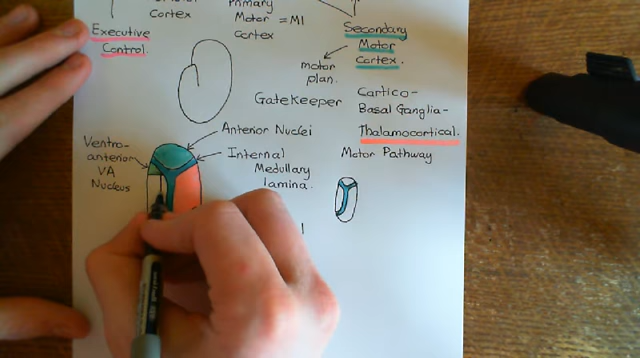 Cortex
Primary
Motor = M1
Cortex
Executive
Control.
Secondary
Motor
Cortex.
motor
plan.
GateKeeper
Cortico-
Basal Ganglia-
Thalamocortical.
Motor Pathway
Anterior Nuclei
Internal
Medullary
lamina.
Ventro-
anterior
VA
Nucleus